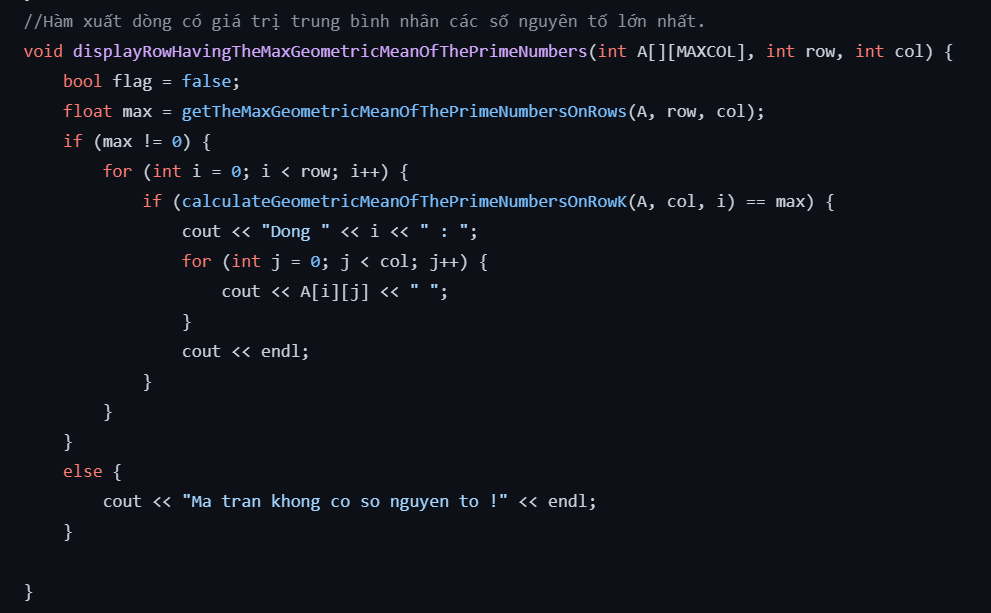 //Hàm xuất dòng có giá trị trung bình nhân các số nguyên tố lớn nhất.
void displayRowHavingTheMaxGeometricMeanOfThePrimeNumbers(int A[][MAXCOL], int row, int col) {
    bool flag = false;
    float max = getTheMaxGeometricMeanOfThePrimeNumbersOnRows(A, row, col);
    if (max != 0) {
        for (int i = 0; i < row; i++) {
            if (calculateGeometricMeanOfThePrimeNumbersOnRowK(A, col, i) == max) {
                cout << "Dong " << i << " : ";
                for (int j = 0; j < col; j++) {
                    cout << A[i][j] << " ";
                }
                cout << endl;
            }
        }
    }
    else {
        cout << "Ma tran khong co so nguyen to !" << endl;
    }
}